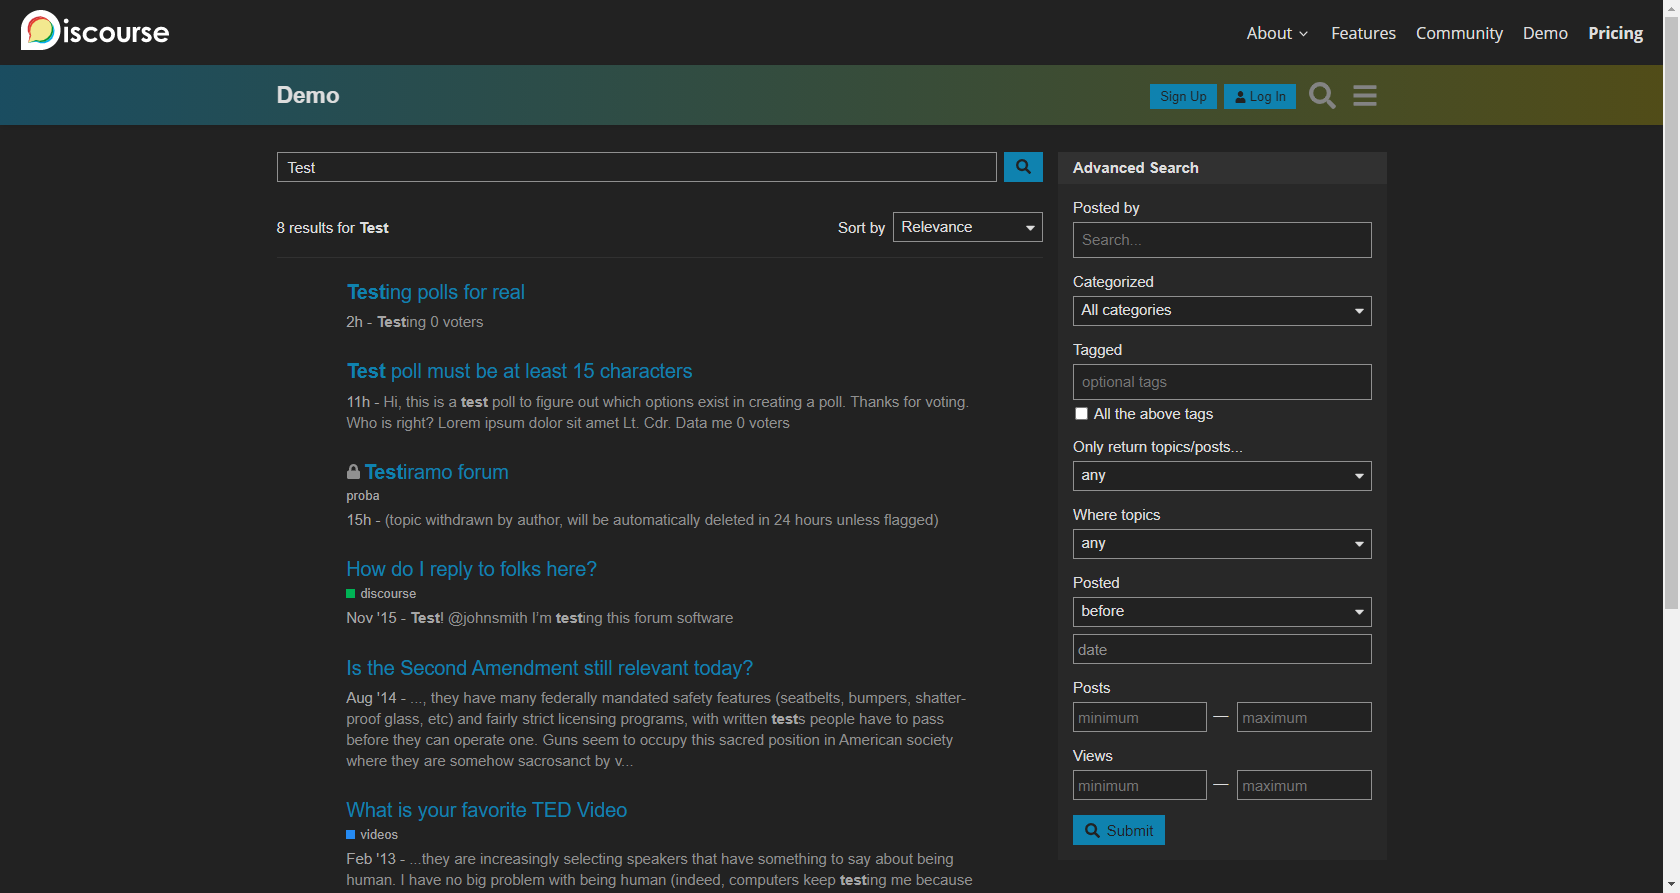 Discourse
About Features Community Demo Pricing
Demo
Sign Up Log In
Test
8 results for Test
Sort by Relevance
Testing polls for real
2h - Testing 0 voters
Test poll must be at least 15 characters
11h - Hi, this is a test poll to figure out which options exist in creating a poll. Thanks for voting.
Who is right? Lorem ipsum dolor sit amet Lt. Cdr. Data me 0 voters
Testiramo forum
proba
15h - (topic withdrawn by author, will be automatically deleted in 24 hours unless flagged)
How do I reply to folks here?
discourse
Nov '15 - Test! @johnsmith I’m testing this forum software
Is the Second Amendment still relevant today?
Aug '14 - ..., they have many federally mandated safety features (seatbelts, bumpers, shatter-
proof glass, etc) and fairly strict licensing programs, with written tests people have to pass
before they can operate one. Guns seem to occupy this sacred position in American society
where they are somehow sacrosanct by v...
What is your favorite TED Video
videos
Feb '13 - ...they are increasingly selecting speakers that have something to say about being
human. I have no big problem with being human (indeed, computers keep testing me because
Advanced Search
Posted by
Search...
Categorized
All categories
Tagged
optional tags
All the above tags
Only return topics/posts...
any
Where topics
any
Posted
before
date
Posts
minimum — maximum
Views
minimum — maximum
Submit